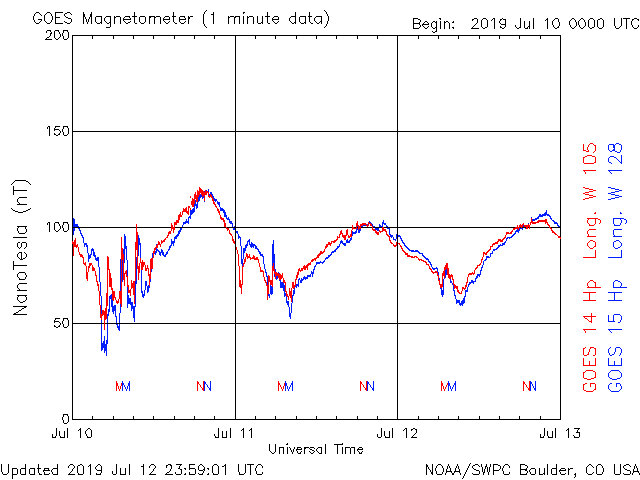 GOES Magnetometer (1 minute data)
Begin: 2019 Jul 10 0000 UTC
200
150
100
50
0
NanoTesla (nT)
M M N N M M N N M M N N
Jul 10 Jul 11 Jul 12 Jul 13
Universal Time
GOES 14 Hp Long. W 105
GOES 15 Hp Long. W 128
Updated 2019 Jul 12 23:59:01 UTC
NOAA/SWPC Boulder, CO USA